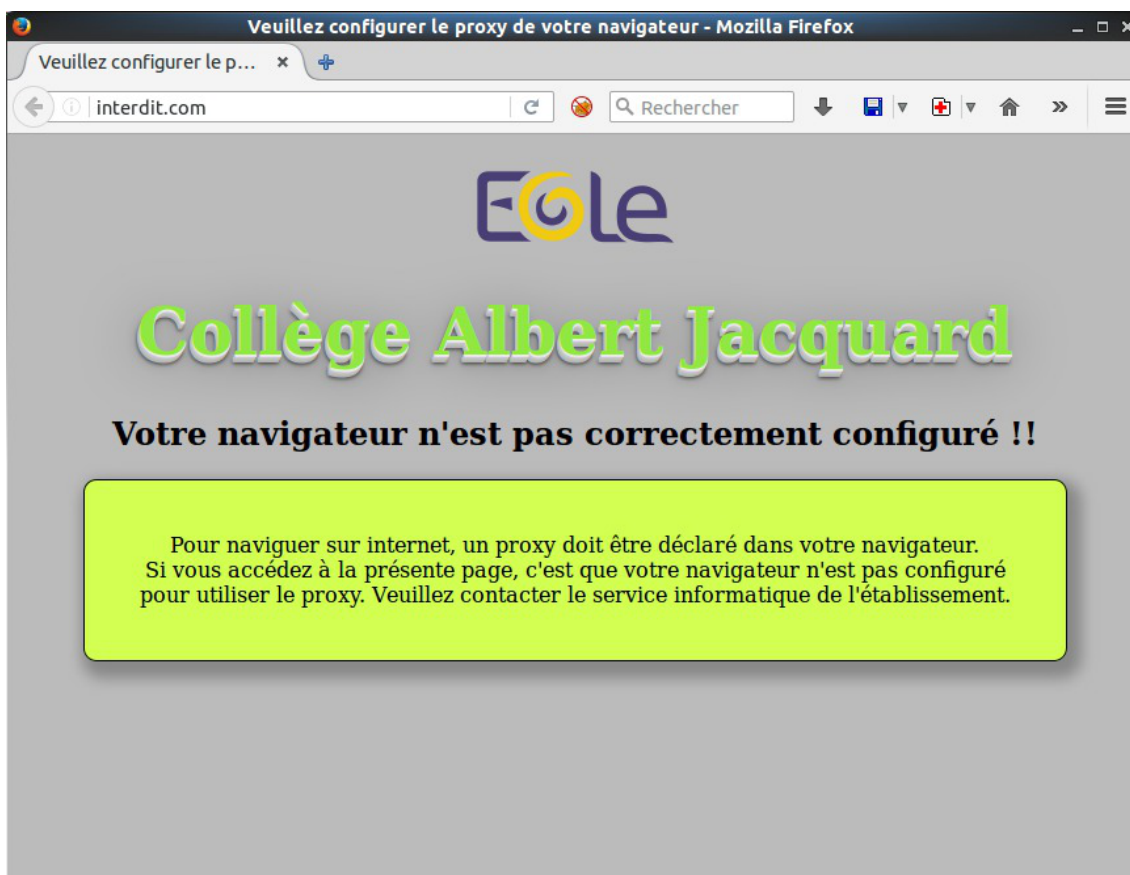 Veuillez configurer le proxy de votre navigateur - Mozilla Firefox
Veuillez configurer le p...
interdit.com
Rechercher
Eole
Collège Albert Jacquard
Votre navigateur n'est pas correctement configuré !!
Pour naviguer sur internet, un proxy doit être déclaré dans votre navigateur.
Si vous accédez à la présente page, c'est que votre navigateur n'est pas configuré
pour utiliser le proxy. Veuillez contacter le service informatique de l'établissement.